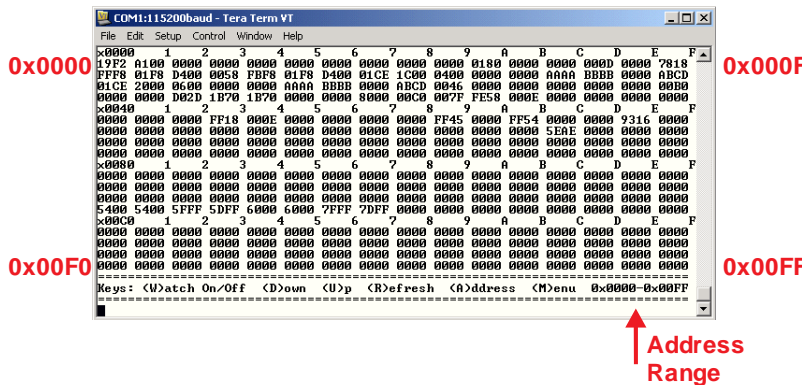 COM1:115200baud - Tera Term VT
File Edit Setup Control Window Help
x0000 1 2 3 4 5 6 7 8 9 A B C D E F
19F2 A100 0000 0000 0000 0000 0000 0000 0000 0180 0000 0000 0000 000D 0000 7818
FFF8 01F8 D400 0058 FBF8 01F8 D400 01CE 1C00 0400 0000 0000 AAAA BBBB 0000 ABCD
01CE 2000 0600 0000 0000 AAAA BBBB 0000 ABCD 0046 0000 0000 0000 0000 0000 00B0
0000 0000 D02D 1B70 1B70 0000 0000 8000 00C0 007F FE58 000E 0000 0000 0000 0000
x0040 1 2 3 4 5 6 7 8 9 A B C D E F
0000 0000 0000 FF18 000E 0000 0000 0000 FF45 0000 FF54 0000 0000 0000 9316 0000
0000 0000 0000 0000 0000 0000 0000 0000 0000 0000 0000 5EAE 0000 0000 0000 0000
0000 0000 0000 0000 0000 0000 0000 0000 0000 0000 0000 0000 0000 0000 0000 0000
0000 0000 0000 0000 0000 0000 0000 0000 0000 0000 0000 0000 0000 0000 0000 0000
x0080 1 2 3 4 5 6 7 8 9 A B C D E F
0000 0000 0000 0000 0000 0000 0000 0000 0000 0000 0000 0000 0000 0000 0000 0000
0000 0000 0000 0000 0000 0000 0000 0000 0000 0000 0000 0000 0000 0000 0000 0000
0000 0000 0000 0000 0000 0000 0000 0000 0000 0000 0000 0000 0000 0000 0000 0000
5400 5400 5FFF 5DFF 6000 6000 7FFF 7DFF 0000 0000 0000 0000 0000 0000 0000 0000
x00C0 1 2 3 4 5 6 7 8 9 A B C D E F
0000 0000 0000 0000 0000 0000 0000 0000 0000 0000 0000 0000 0000 0000 0000 0000
0000 0000 0000 0000 0000 0000 0000 0000 0000 0000 0000 0000 0000 0000 0000 0000
0000 0000 0000 0000 0000 0000 0000 0000 0000 0000 0000 0000 0000 0000 0000 0000
0000 0000 0000 0000 0000 0000 0000 0000 0000 0000 0000 0000 0000 0000 0000 0000
Keys: (W)atch On/Off (D)own (U)p (R)efresh (A)ddress (M)enu 0x0000-0x00FF
0x0000
0x000F
0x00F0
0x00FF
Address
Range